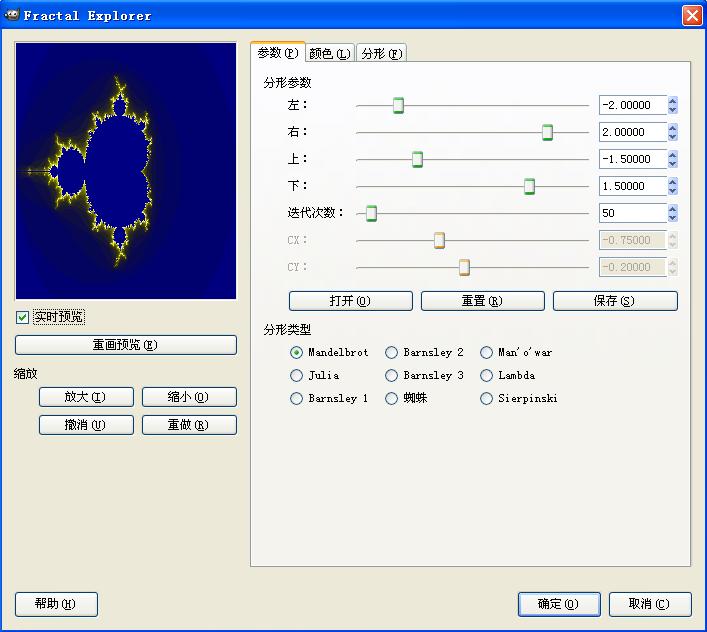 Fractal Explorer
参数(P)
颜色(L)
分形(F)
分形参数
左：
-2.00000
右：
2.00000
上：
-1.50000
下：
1.50000
迭代次数：
50
CX：
-0.75000
CY：
-0.20000
打开(O)
重置(R)
保存(S)
实时预览
重画预览(E)
缩放
放大(I)
缩小(O)
撤消(U)
重做(R)
分形类型
Mandelbrot
Barnsley 2
Man'o'war
Julia
Barnsley 3
Lambda
Barnsley 1
蜘蛛
Sierpinski
帮助(H)
确定(O)
取消(C)